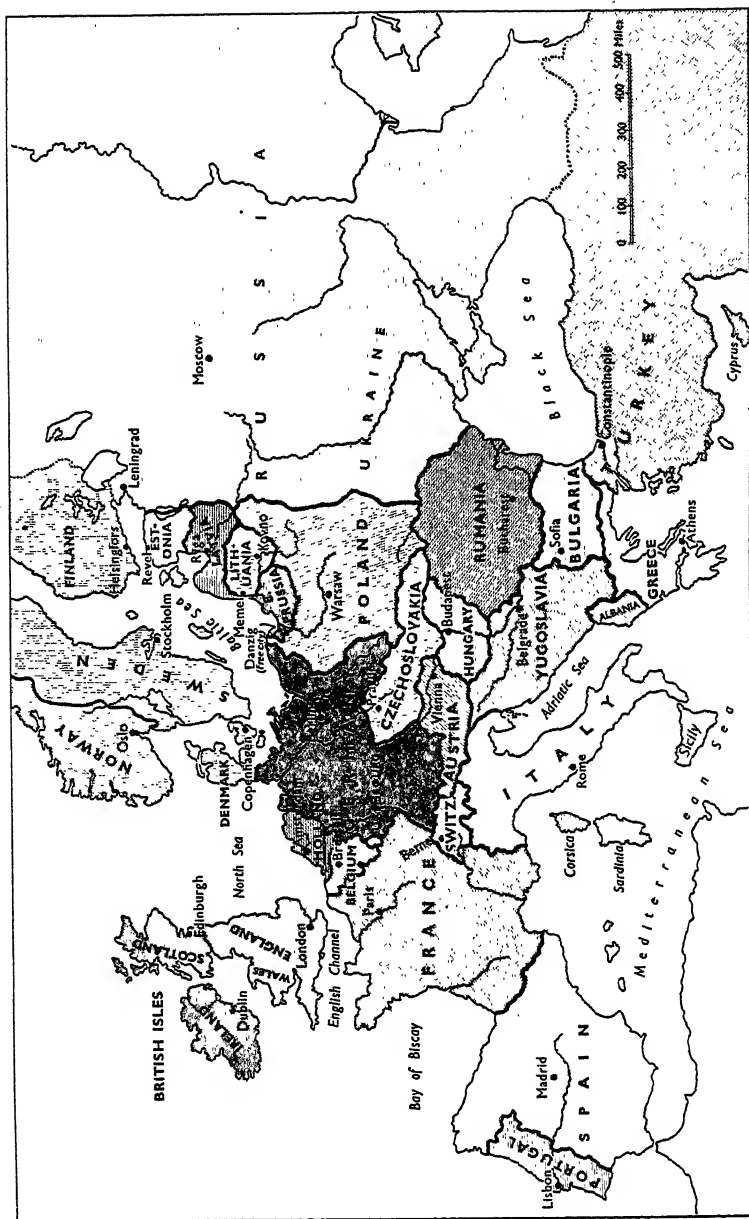 BRITISH ISLES
SCOTLAND
Edinburgh
IRELAND
Dublin
WALES
ENGLAND
London
English Channel
North Sea
NORWAY
Oslo
SWEDEN
Stockholm
Baltic Sea
FINLAND
Helsingfors
Leningrad
Revel
EST-
ONIA
Riga
LATVIA
LITH-
UANIA
Kovno
Memel
Danzig
(free city)
E. PRUSSIA
DENMARK
Copenhagen
Moscow
RUSSIA
UKRAINE
POLAND
Warsaw
BELGIUM
Paris
FRANCE
Bay of Biscay
Berne
SWITZ.
AUSTRIA
Vienna
CZECHOSLOVAKIA
HUNGARY
Budapest
RUMANIA
Bucharest
YUGOSLAVIA
Belgrade
BULGARIA
Sofia
ALBANIA
GREECE
Athens
Black Sea
Constantinople
TURKEY
Cyprus
ITALY
Rome
Adriatic Sea
Sicily
Corsica
Sardinia
Mediterranean Sea
SPAIN
Madrid
PORTUGAL
Lisbon
0 100 200 300 400 500 Miles